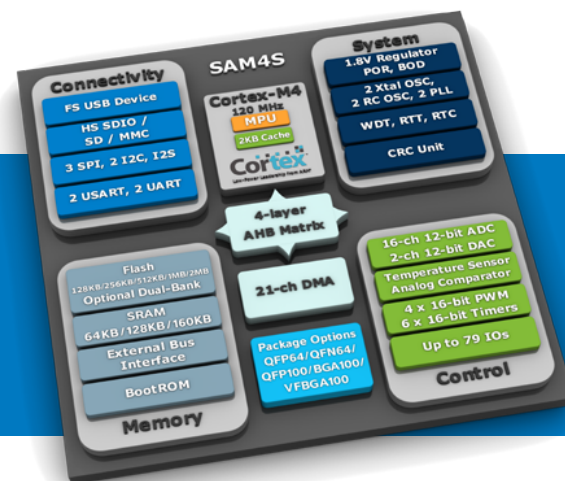 SAM4S
Connectivity
FS USB Device
HS SDIO /
SD / MMC
3 SPI, 2 I2C, I2S
2 USART, 2 UART
Cortex-M4
120 MHz
MPU
2KB Cache
Cortex
Low-Power Leadership from ARM
System
1.8V Regulator
POR, BOD
2 Xtal OSC,
2 RC OSC, 2 PLL
WDT, RTT, RTC
CRC Unit
4-layer
AHB Matrix
21-ch DMA
Package Options
QFP64/QFN64/
QFP100/BGA100/
VFBGA100
Flash
128KB/256KB/512KB/1MB/2MB
Optional Dual-Bank
SRAM
64KB/128KB/160KB
External Bus
Interface
BootROM
Memory
16-ch 12-bit ADC
2-ch 12-bit DAC
Temperature Sensor
Analog Comparator
4 x 16-bit PWM
6 x 16-bit Timers
Up to 79 IOs
Control